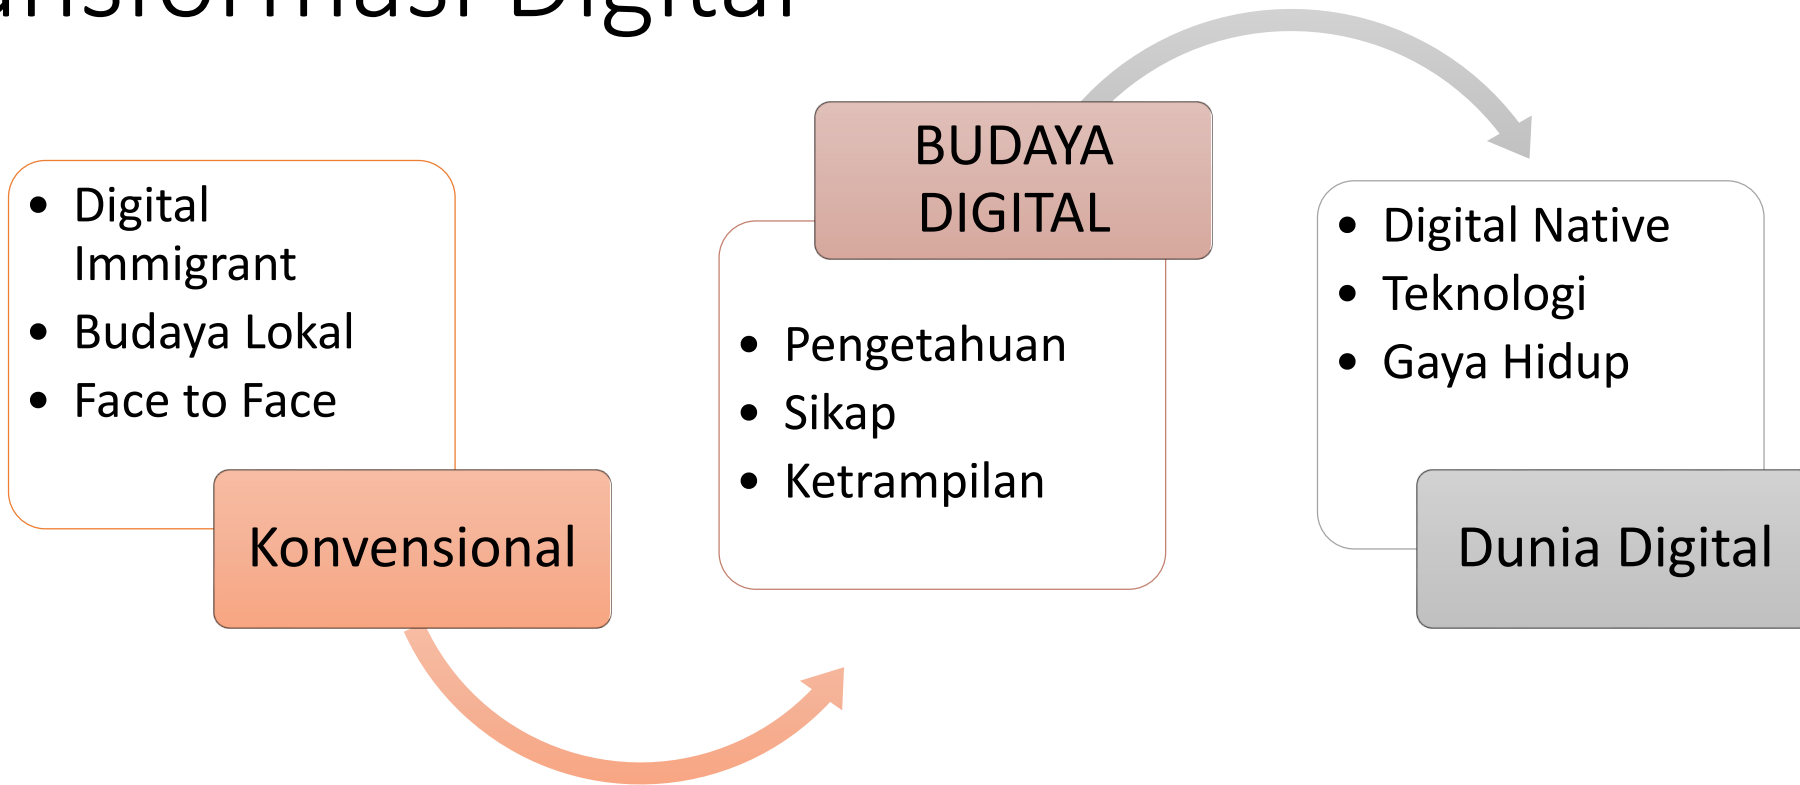 Digital
• Digital
Immigrant
• Budaya Lokal
• Face to Face
Konvensional
BUDAYA
DIGITAL
• Pengetahuan
• Sikap
• Ketrampilan
• Digital Native
• Teknologi
• Gaya Hidup
Dunia Digital